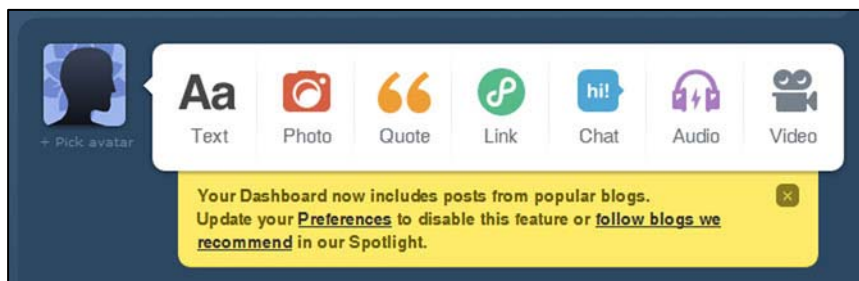 Aa
hi!
Text Photo Quote Link Chat Audio Video
+ Pick avatar
Your Dashboard now includes posts from popular blogs.
Update your Preferences to disable this feature or follow blogs we
recommend in our Spotlight.